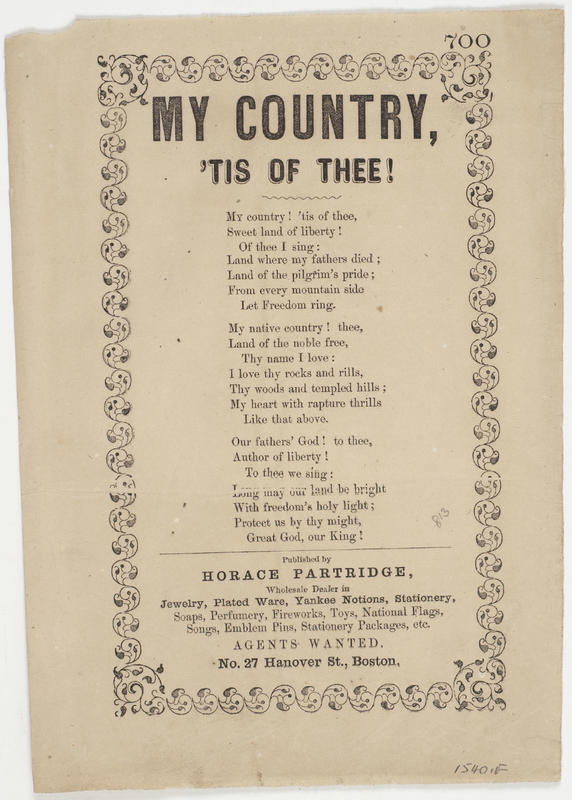 700
MY COUNTRY,
'TIS OF THEE!
My country! 'tis of thee,
Sweet land of liberty!
Of thee I sing:
Land where my fathers died;
Land of the pilgrim's pride;
From every mountain side
Let Freedom ring.
My native country! thee,
Land of the noble free,
Thy name I love:
I love thy rocks and rills,
Thy woods and templed hills;
My heart with rapture thrills
Like that above.
Our fathers' God! to thee,
Author of liberty!
To thee we sing:
Long may our land be bright
With freedom's holy light;
Protect us by thy might,
Great God, our King!
813
Published by
HORACE PARTRIDGE,
Wholesale Dealer in
Jewelry, Plated Ware, Yankee Notions, Stationery,
Soaps, Perfumery, Fireworks, Toys, National Flags,
Songs, Emblem Pins, Stationery Packages, etc.
AGENTS WANTED.
No. 27 Hanover St., Boston,
1540.F